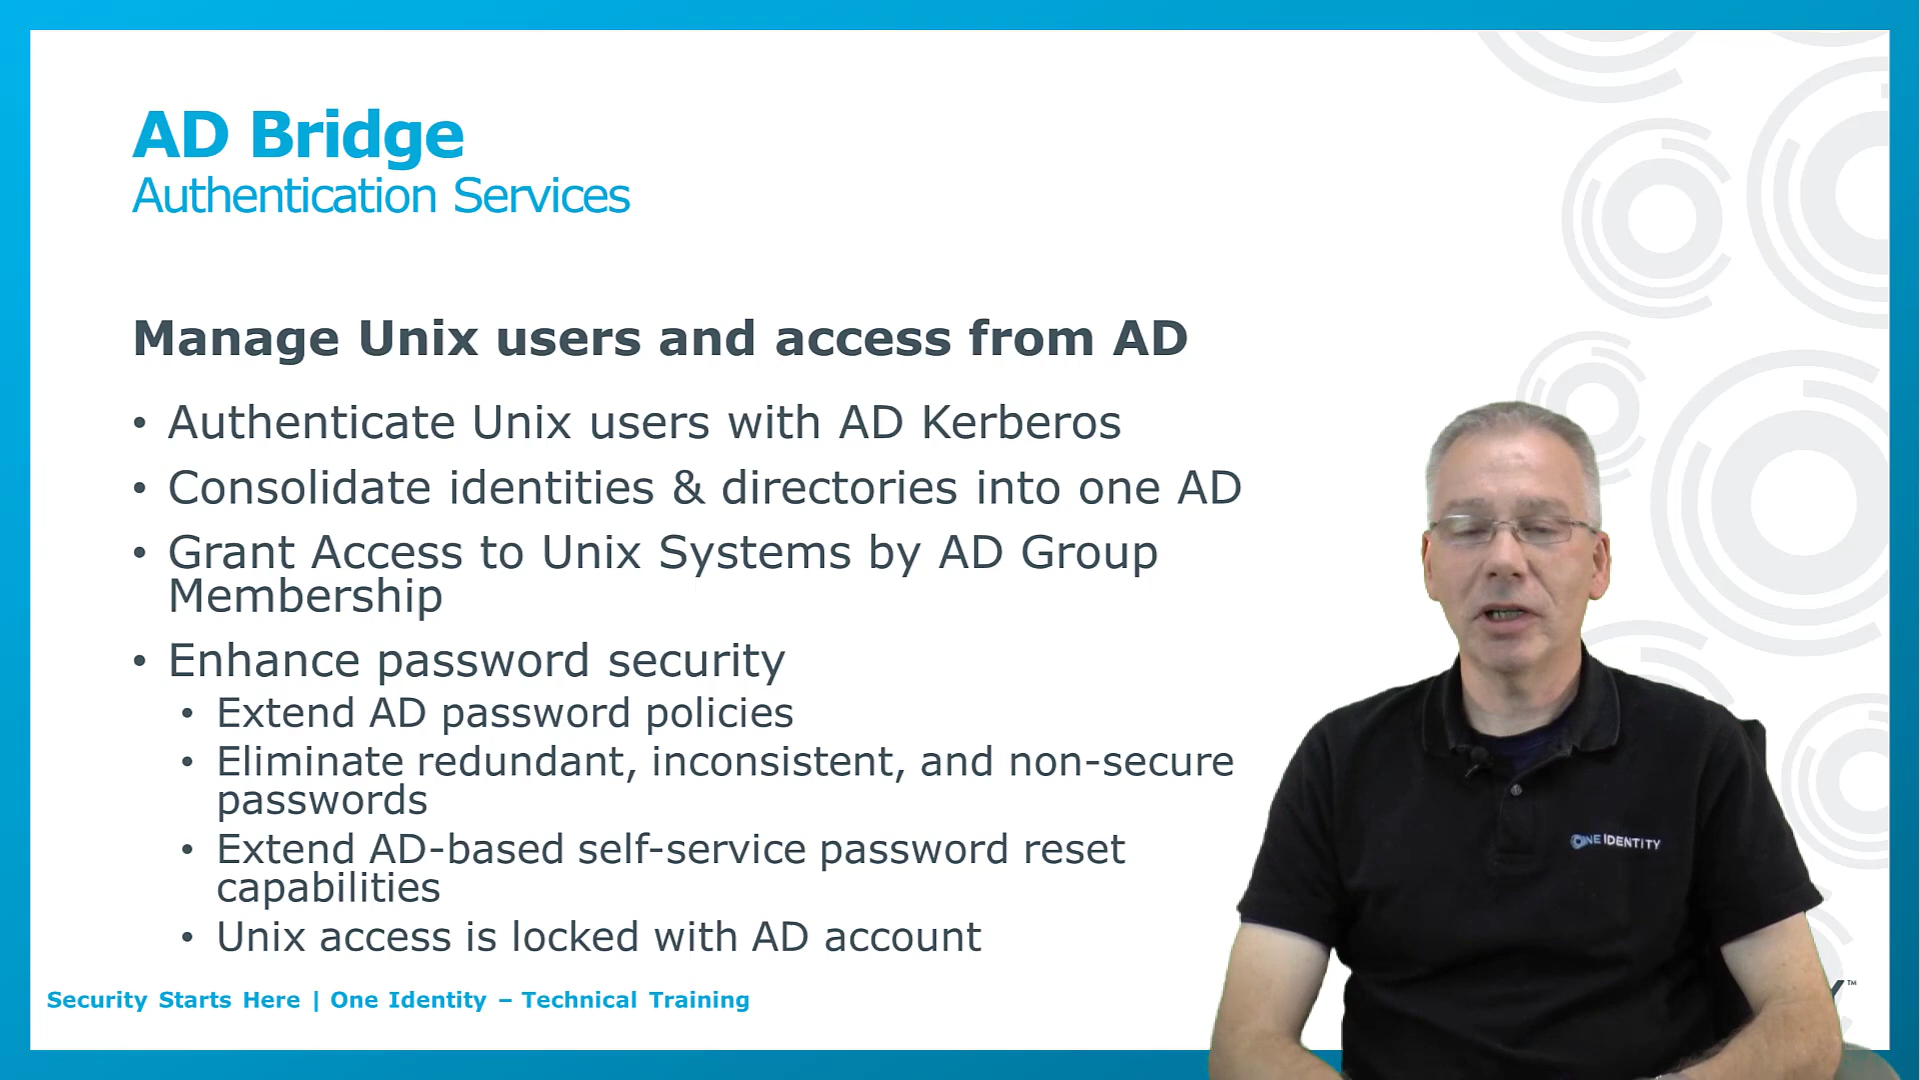 AD Bridge
Authentication Services
Manage Unix users and access from AD
• Authenticate Unix users with AD Kerberos
• Consolidate identities & directories into one AD
• Grant Access to Unix Systems by AD Group
Membership
• Enhance password security
• Extend AD password policies
• Eliminate redundant, inconsistent, and non-secure
passwords
• Extend AD-based self-service password reset
capabilities
• Unix access is locked with AD account
ONE IDENTITY
Security Starts Here | One Identity – Technical Training
Y™